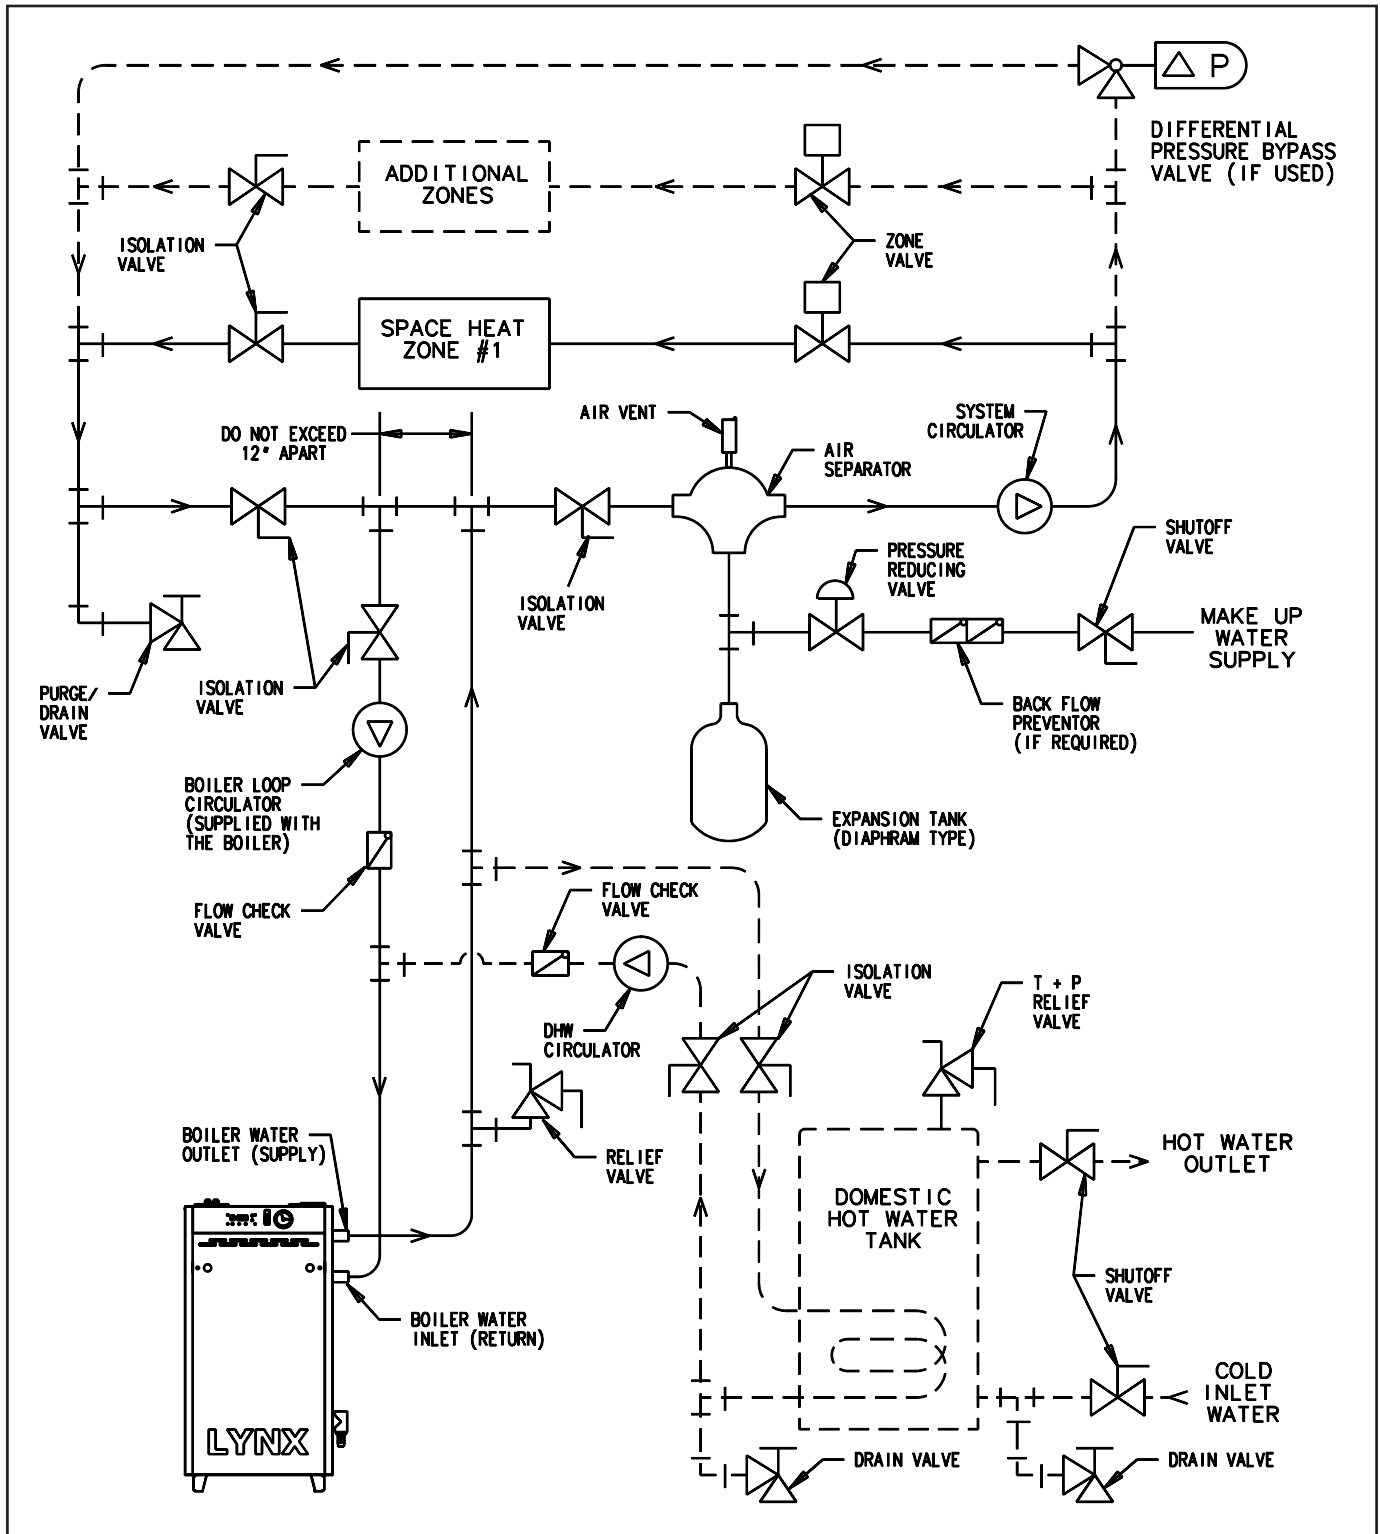 △ P
DIFFERENTIAL
PRESSURE BYPASS
VALVE (IF USED)
ADDITIONAL
ZONES
ISOLATION
VALVE
ZONE
VALVE
SPACE HEAT
ZONE #1
DO NOT EXCEED
12" APART
AIR VENT
AIR
SEPARATOR
SYSTEM
CIRCULATOR
SHUTOFF
VALVE
PRESSURE
REDUCING
VALVE
ISOLATION
VALVE
MAKE UP
WATER
SUPPLY
PURGE/
DRAIN
VALVE
ISOLATION
VALVE
BACK FLOW
PREVENTOR
(IF REQUIRED)
BOILER LOOP
CIRCULATOR
(SUPPLIED WITH
THE BOILER)
EXPANSION TANK
(DIAPHRAM TYPE)
FLOW CHECK
VALVE
FLOW CHECK
VALVE
ISOLATION
VALVE
T + P
RELIEF
VALVE
DHW
CIRCULATOR
BOILER WATER
OUTLET (SUPPLY)
RELIEF
VALVE
HOT WATER
OUTLET
DOMESTIC
HOT WATER
TANK
SHUTOFF
VALVE
BOILER WATER
INLET (RETURN)
COLD
INLET
WATER
LYNX
DRAIN VALVE
DRAIN VALVE